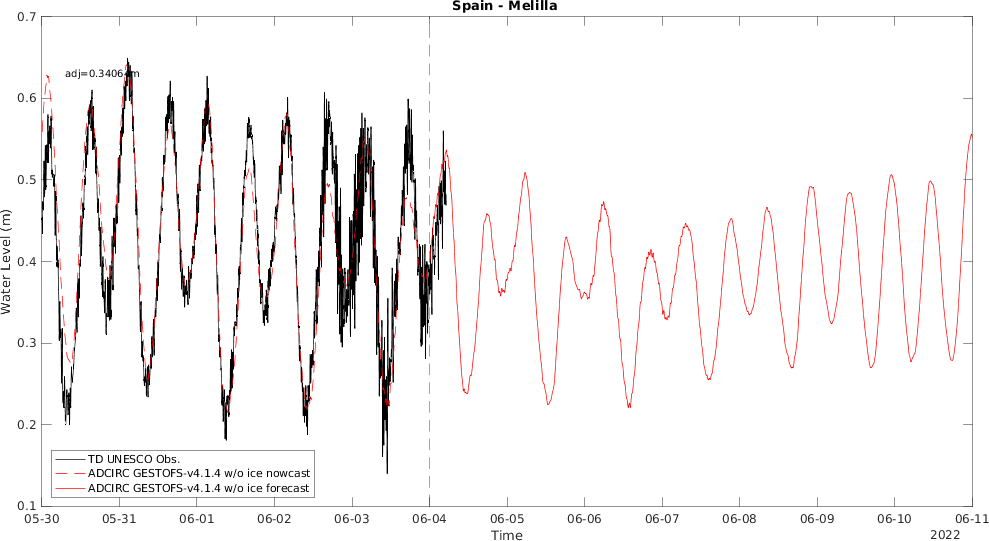 Spain - Melilla
0.7
adj=0.34064m
0.6
0.5
0.4
0.3
0.2
0.1
Water Level (m)
TD UNESCO Obs.
ADCIRC GESTOFS-v4.1.4 w/o ice nowcast
ADCIRC GESTOFS-v4.1.4 w/o ice forecast
05-30 05-31 06-01 06-02 06-03 06-04 06-05 06-06 06-07 06-08 06-09 06-10 06-11
Time
2022